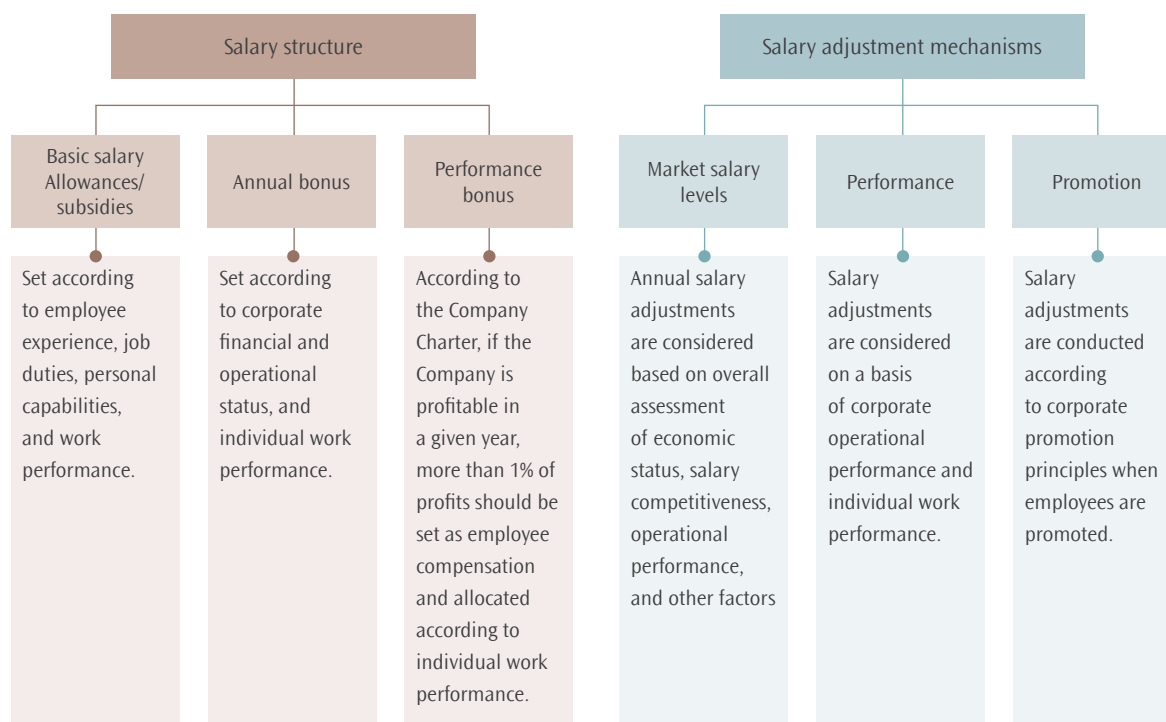 Salary structure
Basic salary
Allowances/
subsidies
Set according
to employee
experience, job
duties, personal
capabilities,
and work
performance.
Annual bonus
Set according
to corporate
financial and
operational
status, and
individual work
performance.
Performance
bonus
According to
the Company
Charter, if the
Company is
profitable in
a given year,
more than 1% of
profits should be
set as employee
compensation
and allocated
according to
individual work
performance.
Salary adjustment mechanisms
Market salary
levels
Annual salary
adjustments
are considered
based on overall
assessment
of economic
status, salary
competitiveness,
operational
performance,
and other factors
Performance
Salary
adjustments
are considered
on a basis
of corporate
operational
performance and
individual work
performance.
Promotion
Salary
adjustments
are conducted
according
to corporate
promotion
principles when
employees are
promoted.